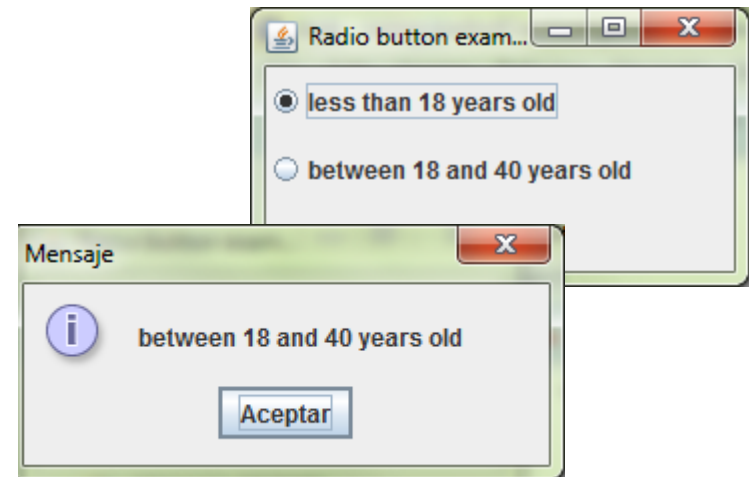 Radio button exam...
less than 18 years old
between 18 and 40 years old
Mensaje
between 18 and 40 years old
Aceptar